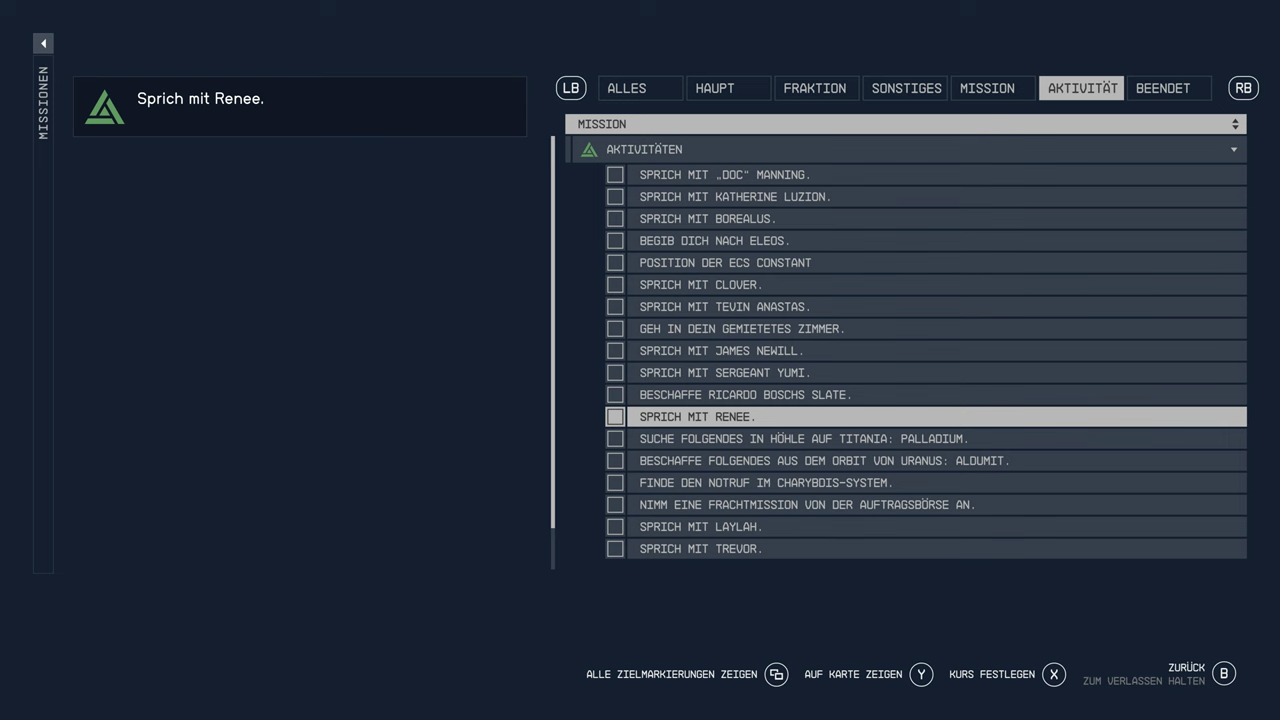 MISSIONEN
Sprich mit Renee.
LB ALLES HAUPT FRAKTION SONSTIGES MISSION AKTIVITÄT BEENDET RB
MISSION
AKTIVITÄTEN
SPRICH MIT „DOC“ MANNING.
SPRICH MIT KATHERINE LUZION.
SPRICH MIT BOREALUS.
BEGIB DICH NACH ELEOS.
POSITION DER ECS CONSTANT
SPRICH MIT CLOVER.
SPRICH MIT TEVIN ANASTAS.
GEH IN DEIN GEMIETETES ZIMMER.
SPRICH MIT JAMES NEWILL.
SPRICH MIT SERGEANT YUMI.
BESCHAFFE RICARDO BOSCHS SLATE.
SPRICH MIT RENEE.
SUCHE FOLGENDES IN HÖHLE AUF TITANIA: PALLADIUM.
BESCHAFFE FOLGENDES AUS DEM ORBIT VON URANUS: ALDUMIT.
FINDE DEN NOTRUF IM CHARYBDIS-SYSTEM.
NIMM EINE FRACHTMISSION VON DER AUFTRAGSBÖRSE AN.
SPRICH MIT LAYLAH.
SPRICH MIT TREVOR.
ALLE ZIELMARKIERUNGEN ZEIGEN AUF KARTE ZEIGEN Y KURS FESTLEGEN X ZURÜCK B
ZUM VERLASSEN HALTEN